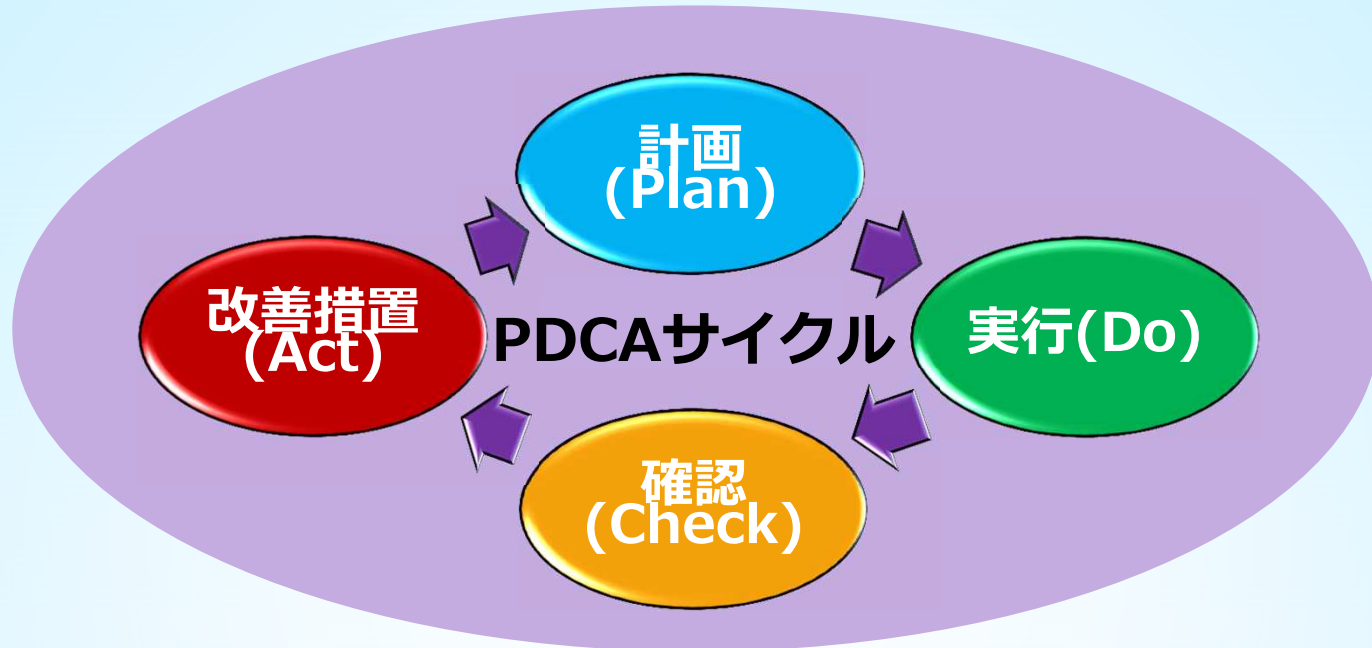 計画
(Plan)
改善措置
(Act)
PDCAサイクル
実行(Do)
確認
(Check)